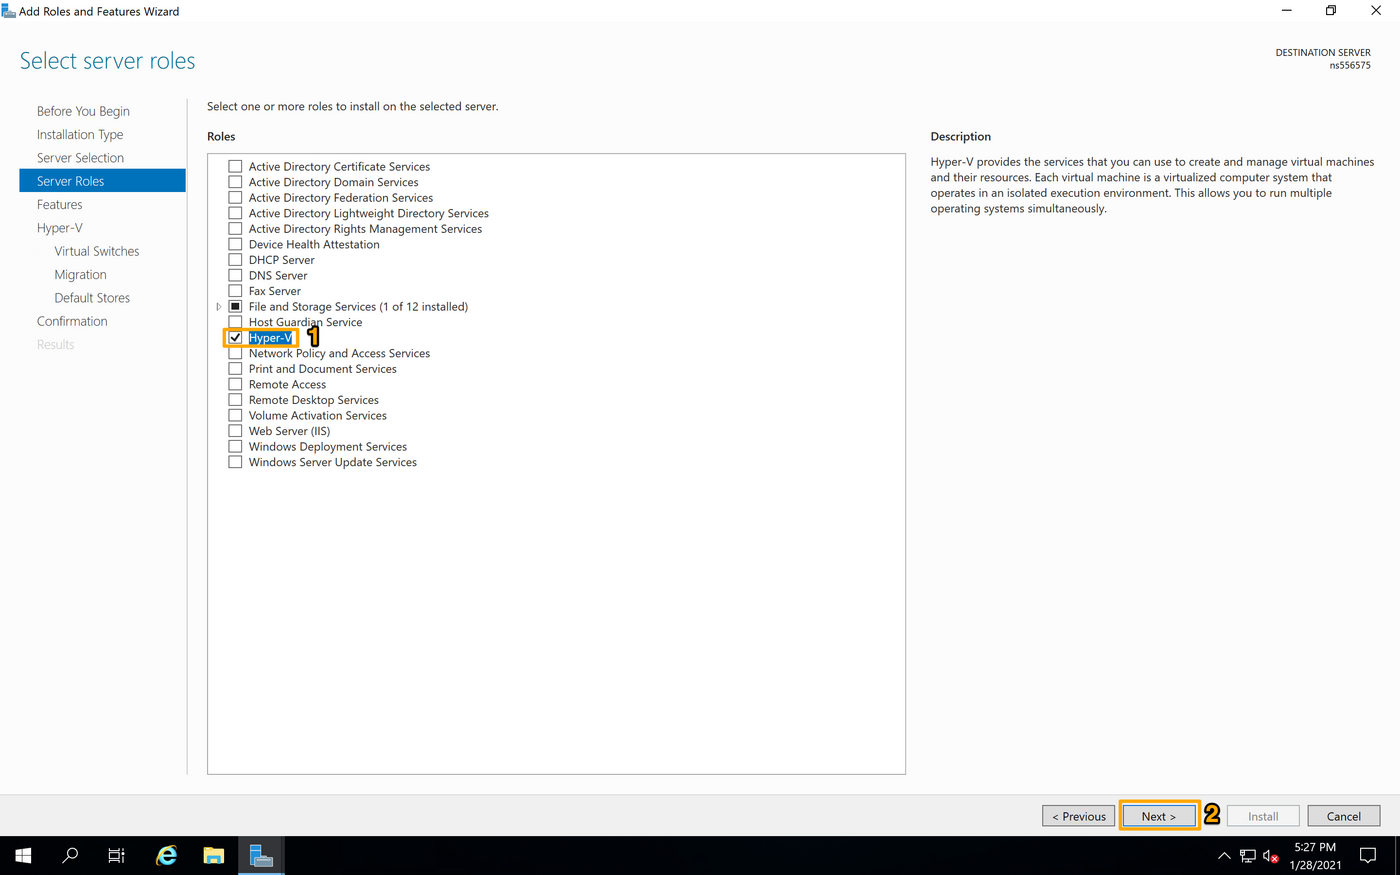 Add Roles and Features Wizard
Select server roles
DESTINATION SERVER
ns556575
Before You Begin
Installation Type
Server Selection
Server Roles
Features
Hyper-V
Virtual Switches
Migration
Default Stores
Confirmation
Results
Select one or more roles to install on the selected server.
Roles
Active Directory Certificate Services
Active Directory Domain Services
Active Directory Federation Services
Active Directory Lightweight Directory Services
Active Directory Rights Management Services
Device Health Attestation
DHCP Server
DNS Server
Fax Server
File and Storage Services (1 of 12 installed)
Host Guardian Service
Hyper-V 1
Network Policy and Access Services
Print and Document Services
Remote Access
Remote Desktop Services
Volume Activation Services
Web Server (IIS)
Windows Deployment Services
Windows Server Update Services
Description
Hyper-V provides the services that you can use to create and manage virtual machines
and their resources. Each virtual machine is a virtualized computer system that
operates in an isolated execution environment. This allows you to run multiple
operating systems simultaneously.
< Previous Next > 2 Install Cancel
5:27 PM
1/28/2021